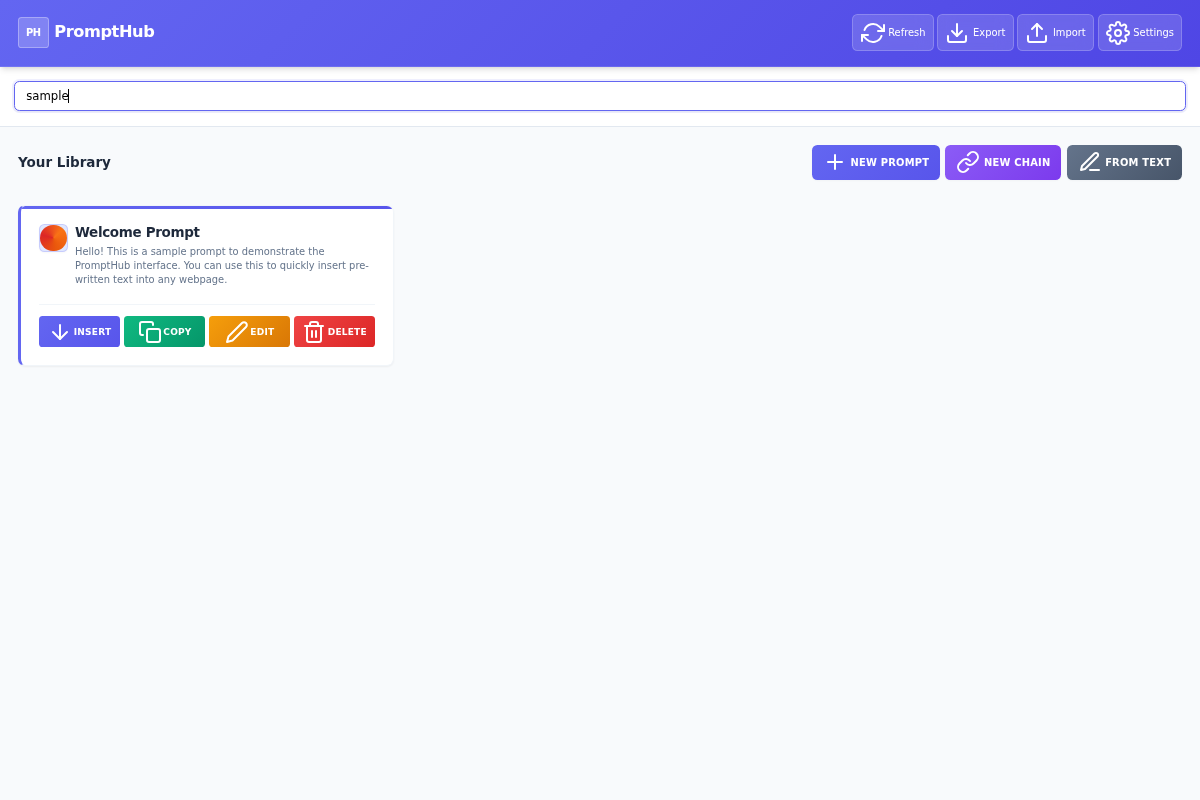 PH PromptHub Refresh Export Import Settings
sample
Your Library NEW PROMPT NEW CHAIN FROM TEXT
Welcome Prompt
Hello! This is a sample prompt to demonstrate the
PromptHub interface. You can use this to quickly insert pre-
written text into any webpage.
INSERT COPY EDIT DELETE